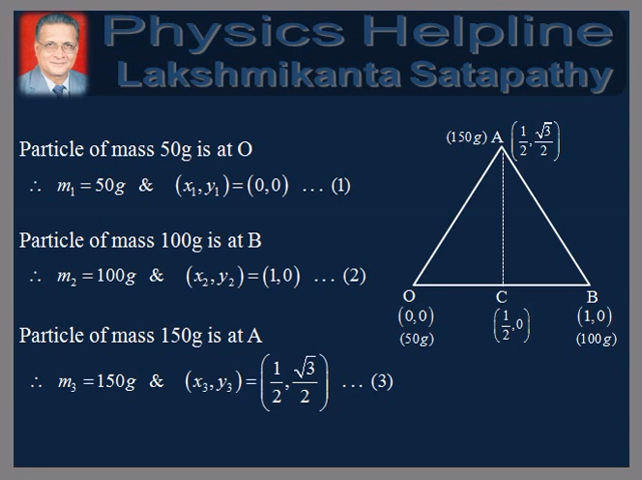 Physics Helpline
Lakshmikanta Satapathy
Particle of mass 50g is at O
∴ m₁ = 50g & (x₁, y₁) = (0,0) … (1)
Particle of mass 100g is at B
∴ m₂ = 100g & (x₂, y₂) = (1,0) … (2)
Particle of mass 150g is at A
∴ m₃ = 150g & (x₃, y₃) = (1/2, √3/2) … (3)
(150g) A (1/2, √3/2)
O C B
(0,0) (1/2, 0) (1,0)
(50g) (100g)